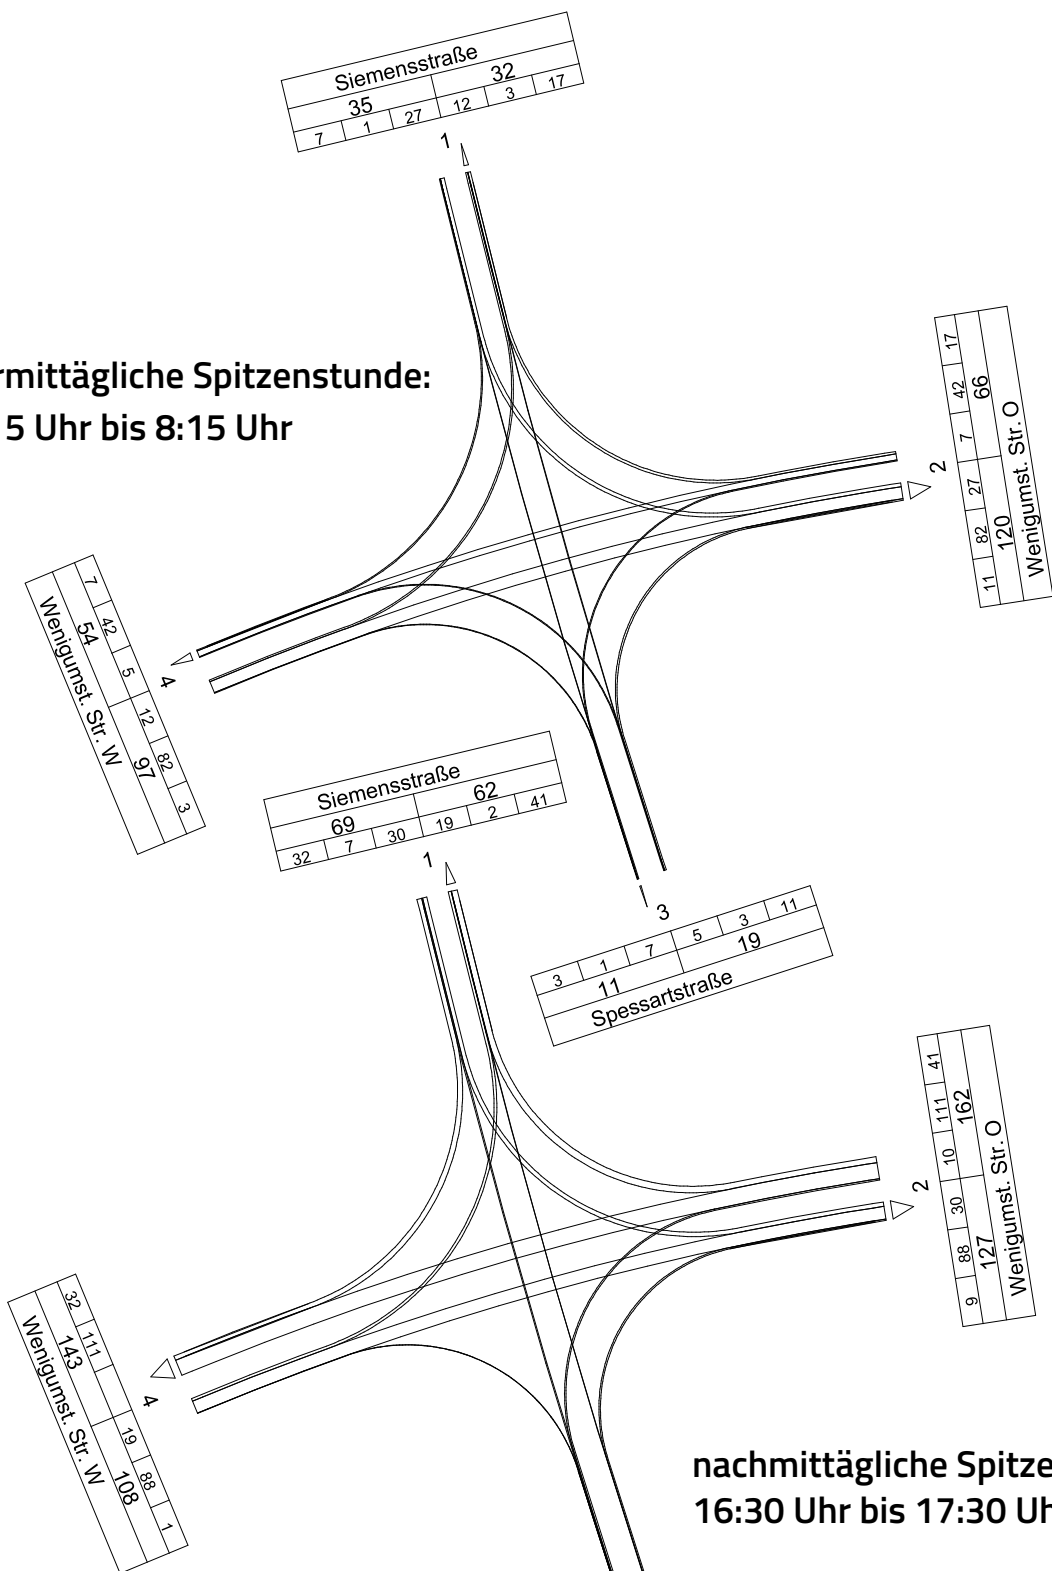 Siemensstraße
35 32
7 1 27 12 3 17
1
rmittägliche Spitzenstunde:
5 Uhr bis 8:15 Uhr
2
17 42 7 27 82 11
66 120
Wenigumst. Str. O
4
7 42 5 12 82 3
54 97
Wenigumst. Str. W
3
3 1 7 5 3 11
11 19
Spessartstraße
Siemensstraße
69 62
32 7 30 19 2 41
1
2
41 111 10 30 88 9
162 127
Wenigumst. Str. O
4
32 111 19 88 1
143 108
Wenigumst. Str. W
nachmittägliche Spitze
16:30 Uhr bis 17:30 Uh